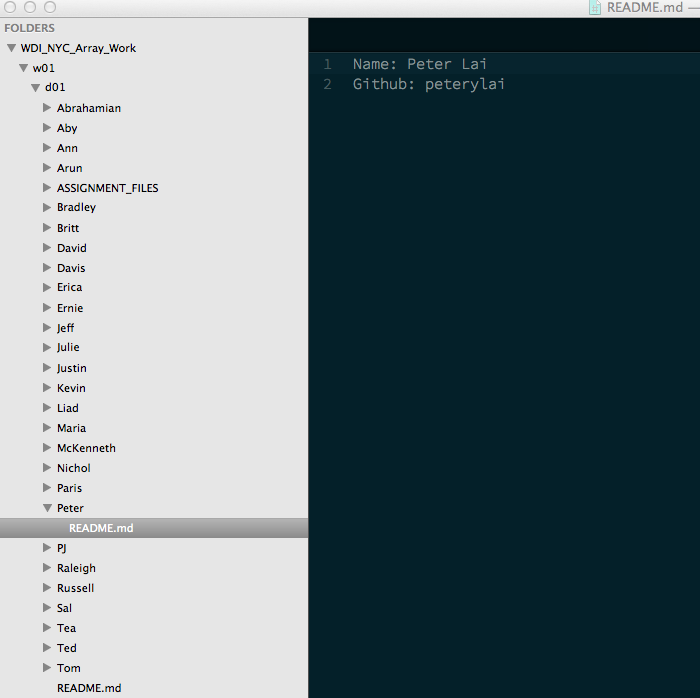 README.md —
FOLDERS
WDI_NYC_Array_Work
w01
d01
Abrahamian
Aby
Ann
Arun
ASSIGNMENT_FILES
Bradley
Britt
David
Davis
Erica
Ernie
Jeff
Julie
Justin
Kevin
Liad
Maria
McKenneth
Nichol
Paris
Peter
README.md
PJ
Raleigh
Russell
Sal
Tea
Ted
Tom
README.md
1 Name: Peter Lai
2 Github: peterylai